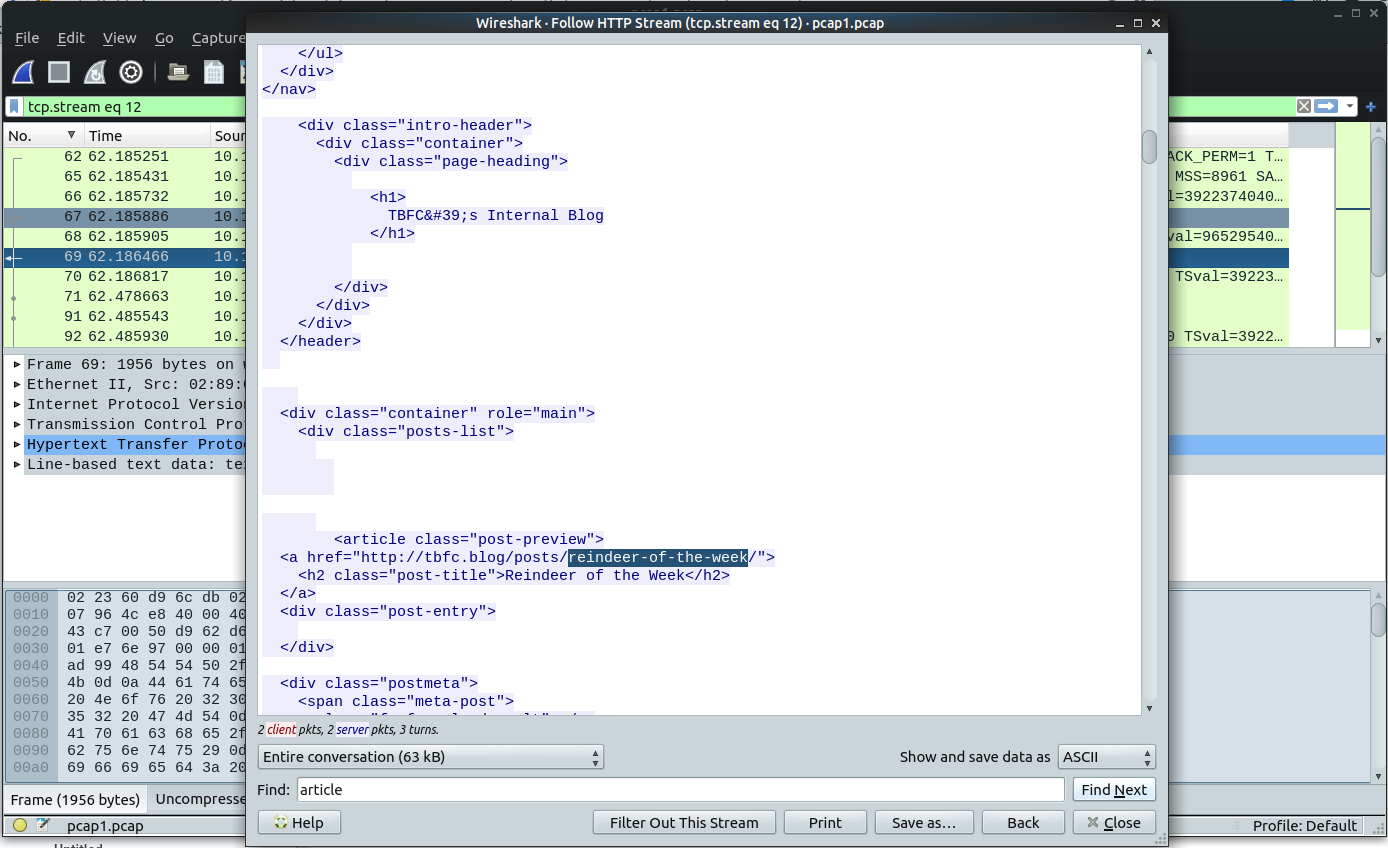 Wireshark · Follow HTTP Stream (tcp.stream eq 12) · pcap1.pcap
File Edit View Go Capture
tcp.stream eq 12
No. Time Sour
62 62.185251 10.1 ACK_PERM=1 T…
65 62.185431 10.1 MSS=8961 SA…
66 62.185732 10.1 l=3922374040…
67 62.185886 10.1
68 62.185905 10.1 val=96529540…
69 62.186466 10.1
70 62.186817 10.1 TSval=39223…
71 62.478663 10.1
91 62.485543 10.1
92 62.485930 10.1 0 TSval=3922…
Frame 69: 1956 bytes on w
Ethernet II, Src: 02:89:
Internet Protocol Version
Transmission Control Pro
Hypertext Transfer Protoc
Line-based text data: te
0000 02 23 60 d9 6c db 02
0010 07 96 4c e8 40 00 40
0020 43 c7 00 50 d9 62 d6
0030 01 e7 6e 97 00 00 01
0040 ad 99 48 54 54 50 2f
0050 4b 0d 0a 44 61 74 65
0060 20 4e 6f 76 20 32 30
0070 35 32 20 47 4d 54 0d
0080 41 70 61 63 68 65 2f
0090 62 75 6e 74 75 29 0d
00a0 69 66 69 65 64 3a 20
Frame (1956 bytes) Uncompresse
pcap1.pcap
Profile: Default
</ul>
</div>
</nav>
<div class="intro-header">
<div class="container">
<div class="page-heading">
<h1>
TBFC&#39;s Internal Blog
</h1>
</div>
</div>
</div>
</header>
<div class="container" role="main">
<div class="posts-list">
<article class="post-preview">
<a href="http://tbfc.blog/posts/reindeer-of-the-week/">
<h2 class="post-title">Reindeer of the Week</h2>
</a>
<div class="post-entry">
</div>
<div class="postmeta">
<span class="meta-post">
2 client pkts, 2 server pkts, 3 turns.
Entire conversation (63 kB)
Show and save data as ASCII
Find: article Find Next
Help Filter Out This Stream Print Save as… Back Close